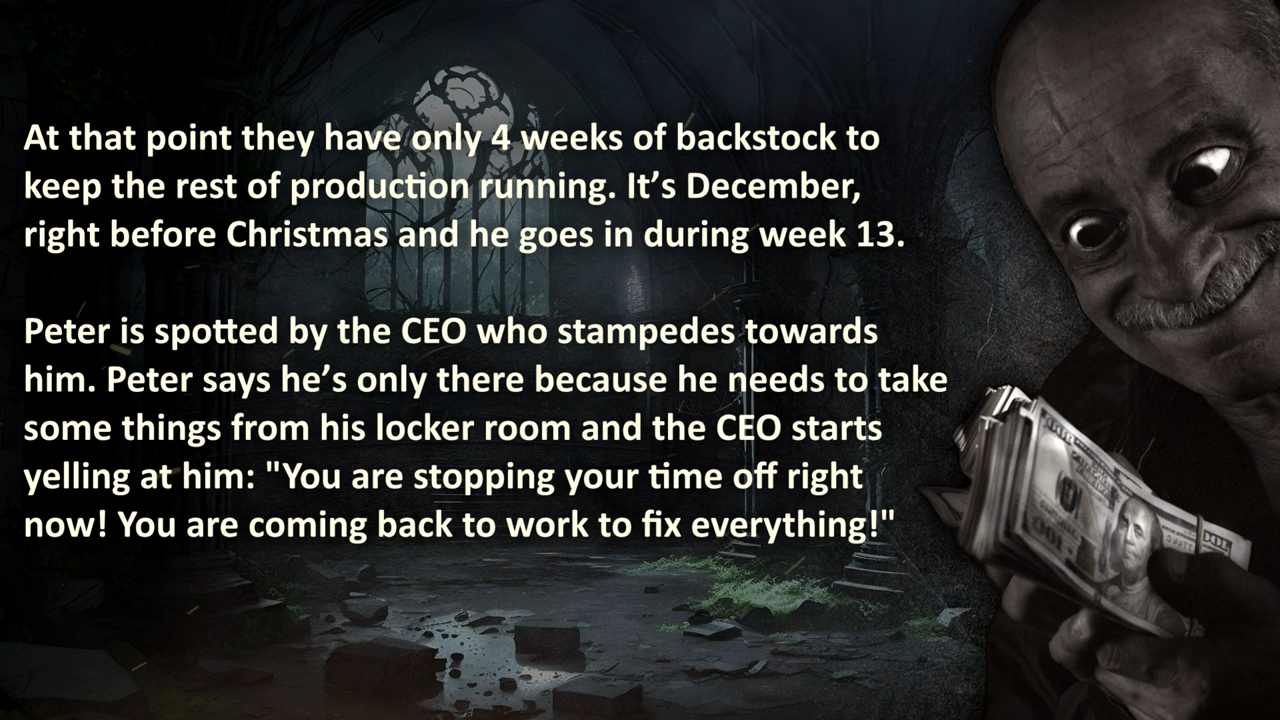 At that point they have only 4 weeks of backstock to
keep the rest of production running. It’s December,
right before Christmas and he goes in during week 13.
Peter is spotted by the CEO who stampedes towards
him. Peter says he’s only there because he needs to take
some things from his locker room and the CEO starts
yelling at him: "You are stopping your time off right
now! You are coming back to work to fix everything!"